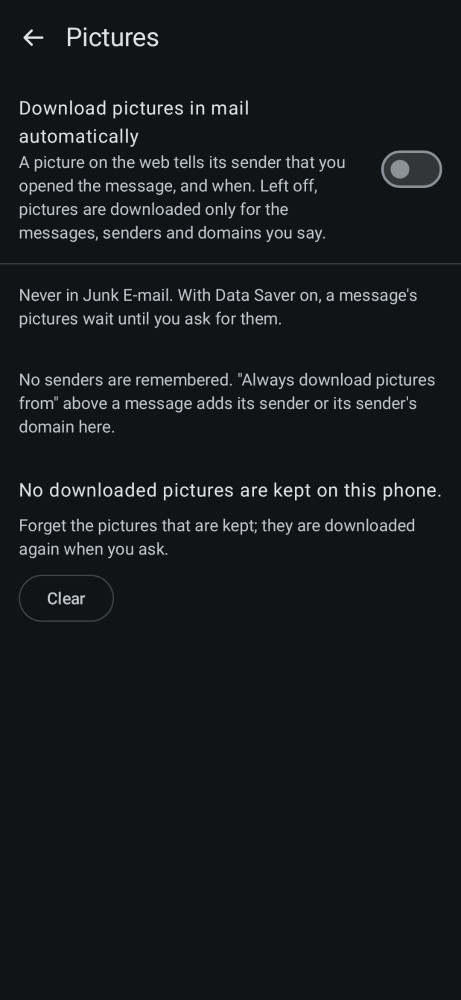 Pictures
Download pictures in mail
automatically
A picture on the web tells its sender that you
opened the message, and when. Left off,
pictures are downloaded only for the
messages, senders and domains you say.
Never in Junk E-mail. With Data Saver on, a message's
pictures wait until you ask for them.
No senders are remembered. "Always download pictures
from" above a message adds its sender or its sender's
domain here.
No downloaded pictures are kept on this phone.
Forget the pictures that are kept; they are downloaded
again when you ask.
Clear